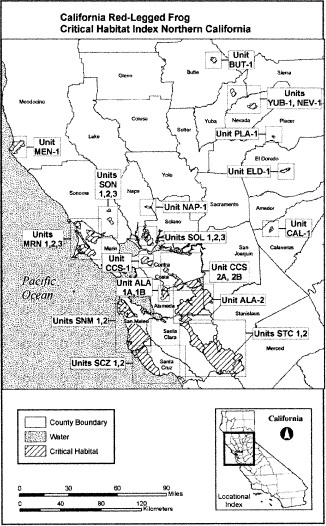 California Red-Legged Frog
Critical Habitat Index Northern California
Unit
BUT-1
Butte
Sierra
Glenn
Units
YUB-1, NEV-1
Mendocino
Colusa
Yuba
Nevada
Placer
Lake
Sutter
Unit PLA-1
Unit
MEN-1
Units
SON
1,2,3
Yolo
El Dorado
Unit ELD-1
Sonoma
Napa
Unit NAP-1
Sacramento
Amador
Solano
Unit
CAL-1
Units
MRN 1,2,3
Marin
Units SOL 1,2,3
San
Joaquin
Calaveras
Unit
CCS-1
Contra
Costa
Unit CCS
2A, 2B
Pacific
Ocean
Unit ALA
1A,1B
Alameda
Unit ALA-2
Stanislaus
Units SNM 1,2
San Mateo
Santa
Clara
Units STC 1,2
Merced
Units SCZ 1,2
Santa
Cruz
County Boundary
Water
Critical Habitat
California
Locational
Index
0 30 60 90
Miles
0 40 80 120 160
Kilometers